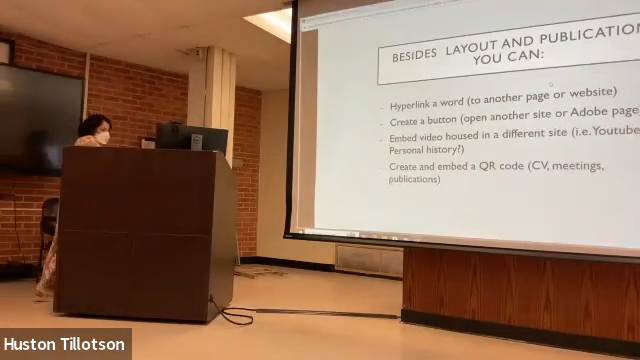 BESIDES LAYOUT AND PUBLICATION
YOU CAN:
- Hyperlink a word (to another page or website)
- Create a button (open another site or Adobe page
- Embed video housed in a different site (i.e. Youtube
Personal history?)
- Create and embed a QR code (CV, meetings,
publications)
Huston Tillotson